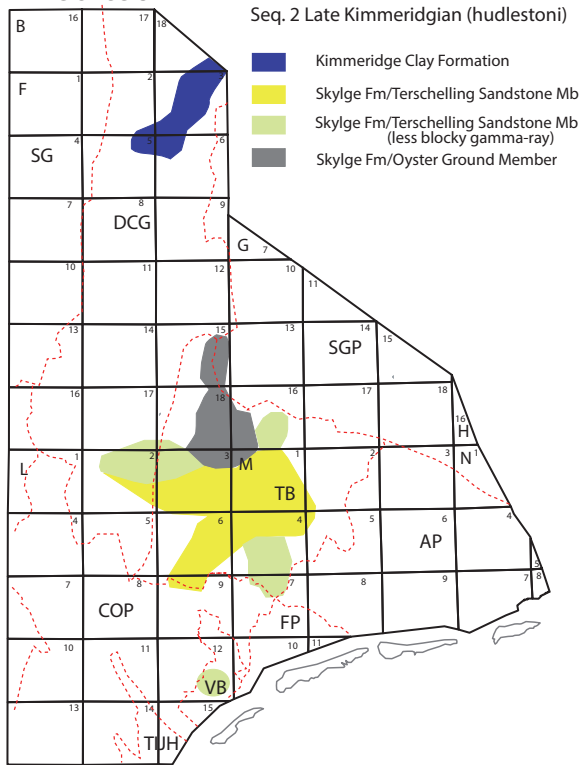 Seq. 2 Late Kimmeridgian (hudlestoni)
Kimmeridge Clay Formation
Skylge Fm/Terschelling Sandstone Mb
Skylge Fm/Terschelling Sandstone Mb
(less blocky gamma-ray)
Skylge Fm/Oyster Ground Member
B 16 17 18
F 1 2 3
SG 4 5 6
7 8 9
DCG
G 7
10 11 12 10
11
13 14 15 13 14 15
SGP
16 17 18 16 17 18
16
H
L 1 2 3 M 1 2 3 N 1
TB
4 5 6 4 5 6 4
AP
5
7 8 9 8 9 7 8
COP
FP
10 11 12 10 11
VB
13 14 15
TIJH